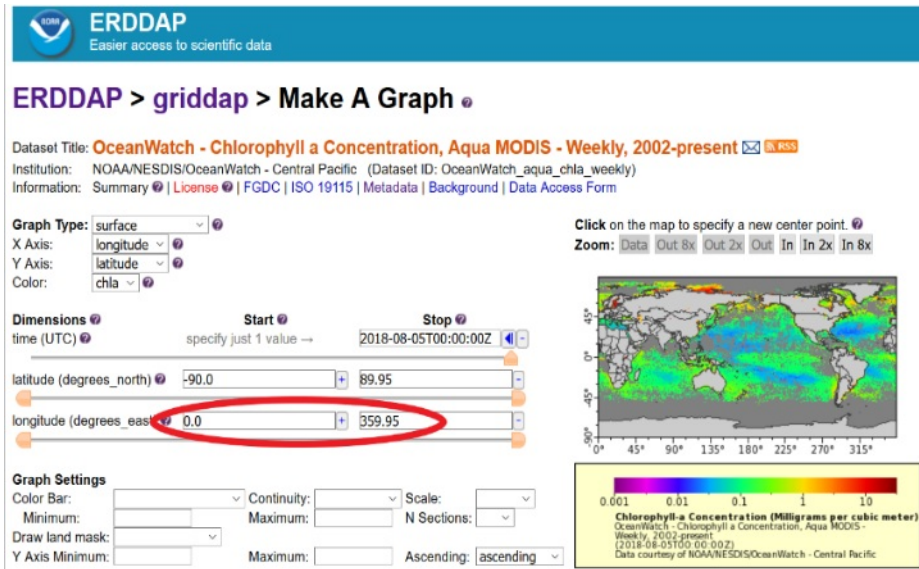 NOAA
ERDDAP
Easier access to scientific data
ERDDAP > griddap > Make A Graph
Dataset Title: OceanWatch - Chlorophyll a Concentration, Aqua MODIS - Weekly, 2002-present RSS
Institution: NOAA/NESDIS/OceanWatch - Central Pacific (Dataset ID: OceanWatch_aqua_chla_weekly)
Information: Summary | License | FGDC | ISO 19115 | Metadata | Background | Data Access Form
Graph Type: surface
X Axis: longitude
Y Axis: latitude
Color: chla
Dimensions Start Stop
time (UTC) specify just 1 value → 2018-08-05T00:00:00Z -
latitude (degrees_north) -90.0 + 89.95 -
longitude (degrees_east 0.0 + 359.95 -
Graph Settings
Color Bar: Continuity: Scale:
Minimum: Maximum: N Sections:
Draw land mask:
Y Axis Minimum: Maximum: Ascending: ascending
Click on the map to specify a new center point.
Zoom: Data Out 8x Out 2x Out In In 2x In 8x
45°
0°
-45°
-90°
0° 45° 90° 135° 180° 225° 270° 315°
0.001 0.01 0.1 1 10
Chlorophyll-a Concentration (Milligrams per cubic meter)
OceanWatch - Chlorophyll a Concentration, Aqua MODIS -
Weekly, 2002-present
(2018-08-05T00:00:00Z)
Data courtesy of NOAA/NESDIS/OceanWatch - Central Pacific